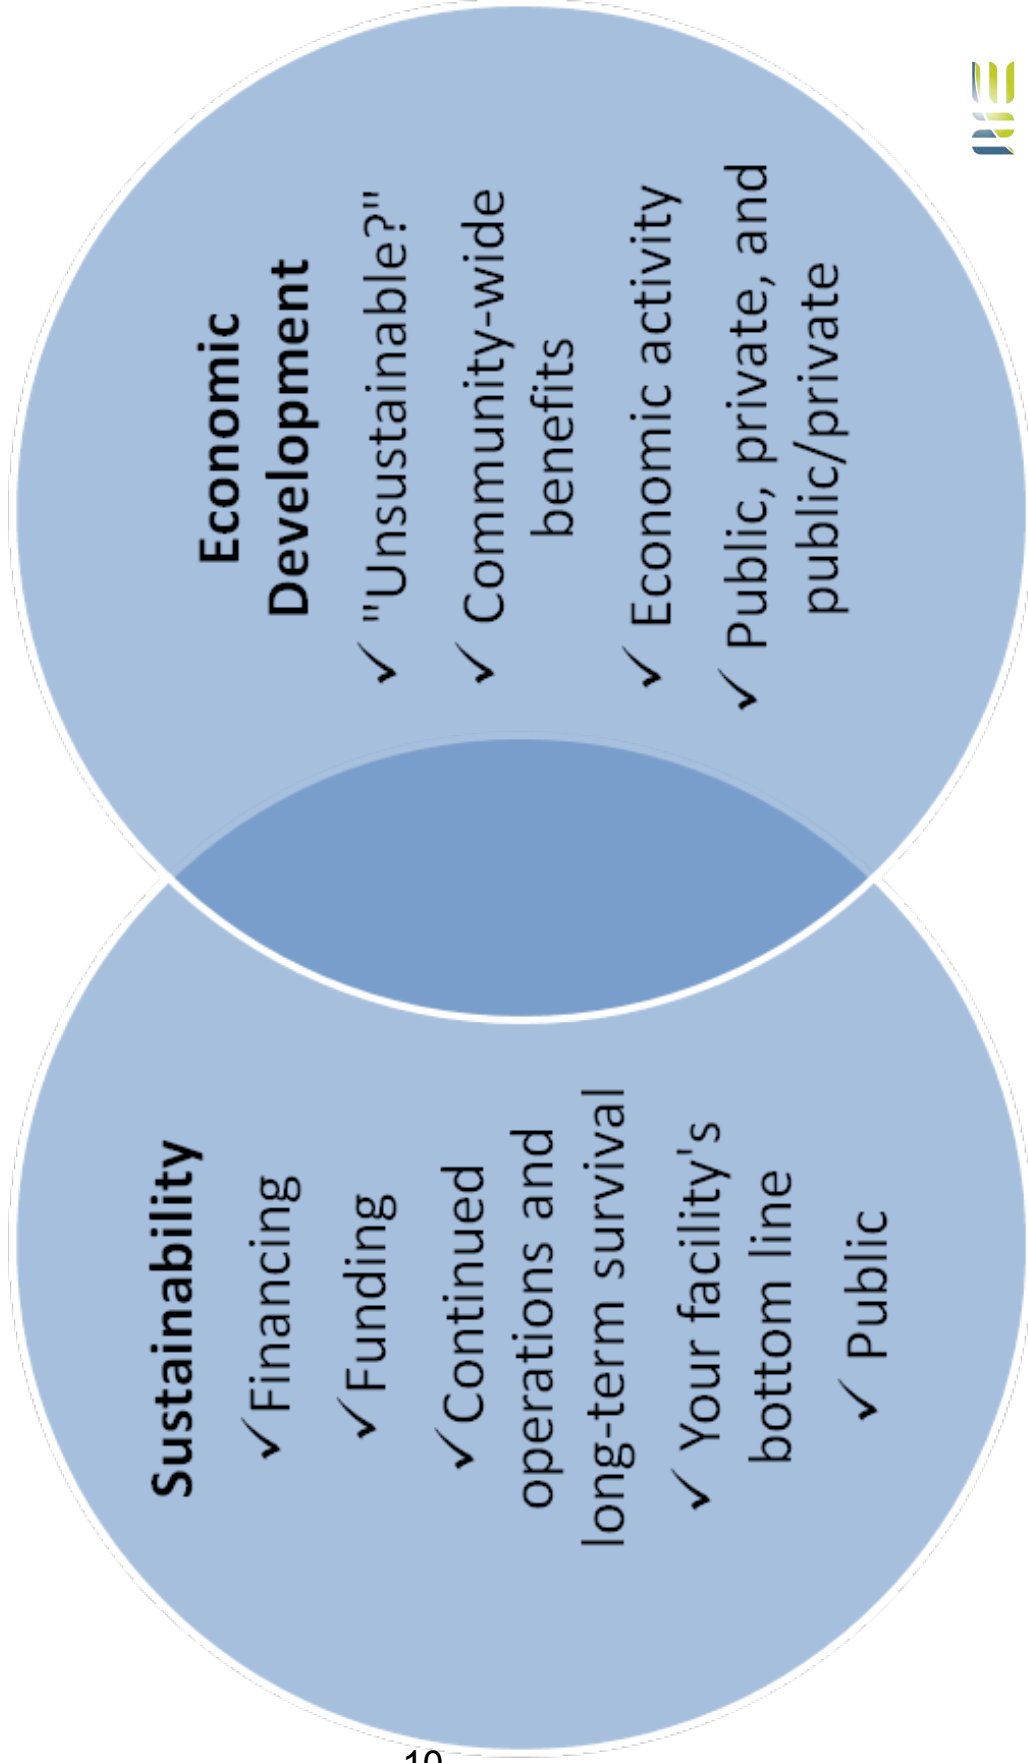 Sustainability
✓Financing
✓Funding
✓Continued
operations and
long-term survival
✓ Your facility's
bottom line
✓ Public
Economic
Development
✓ "Unsustainable?"
✓ Community-wide
benefits
✓ Economic activity
✓ Public, private, and
public/private
10